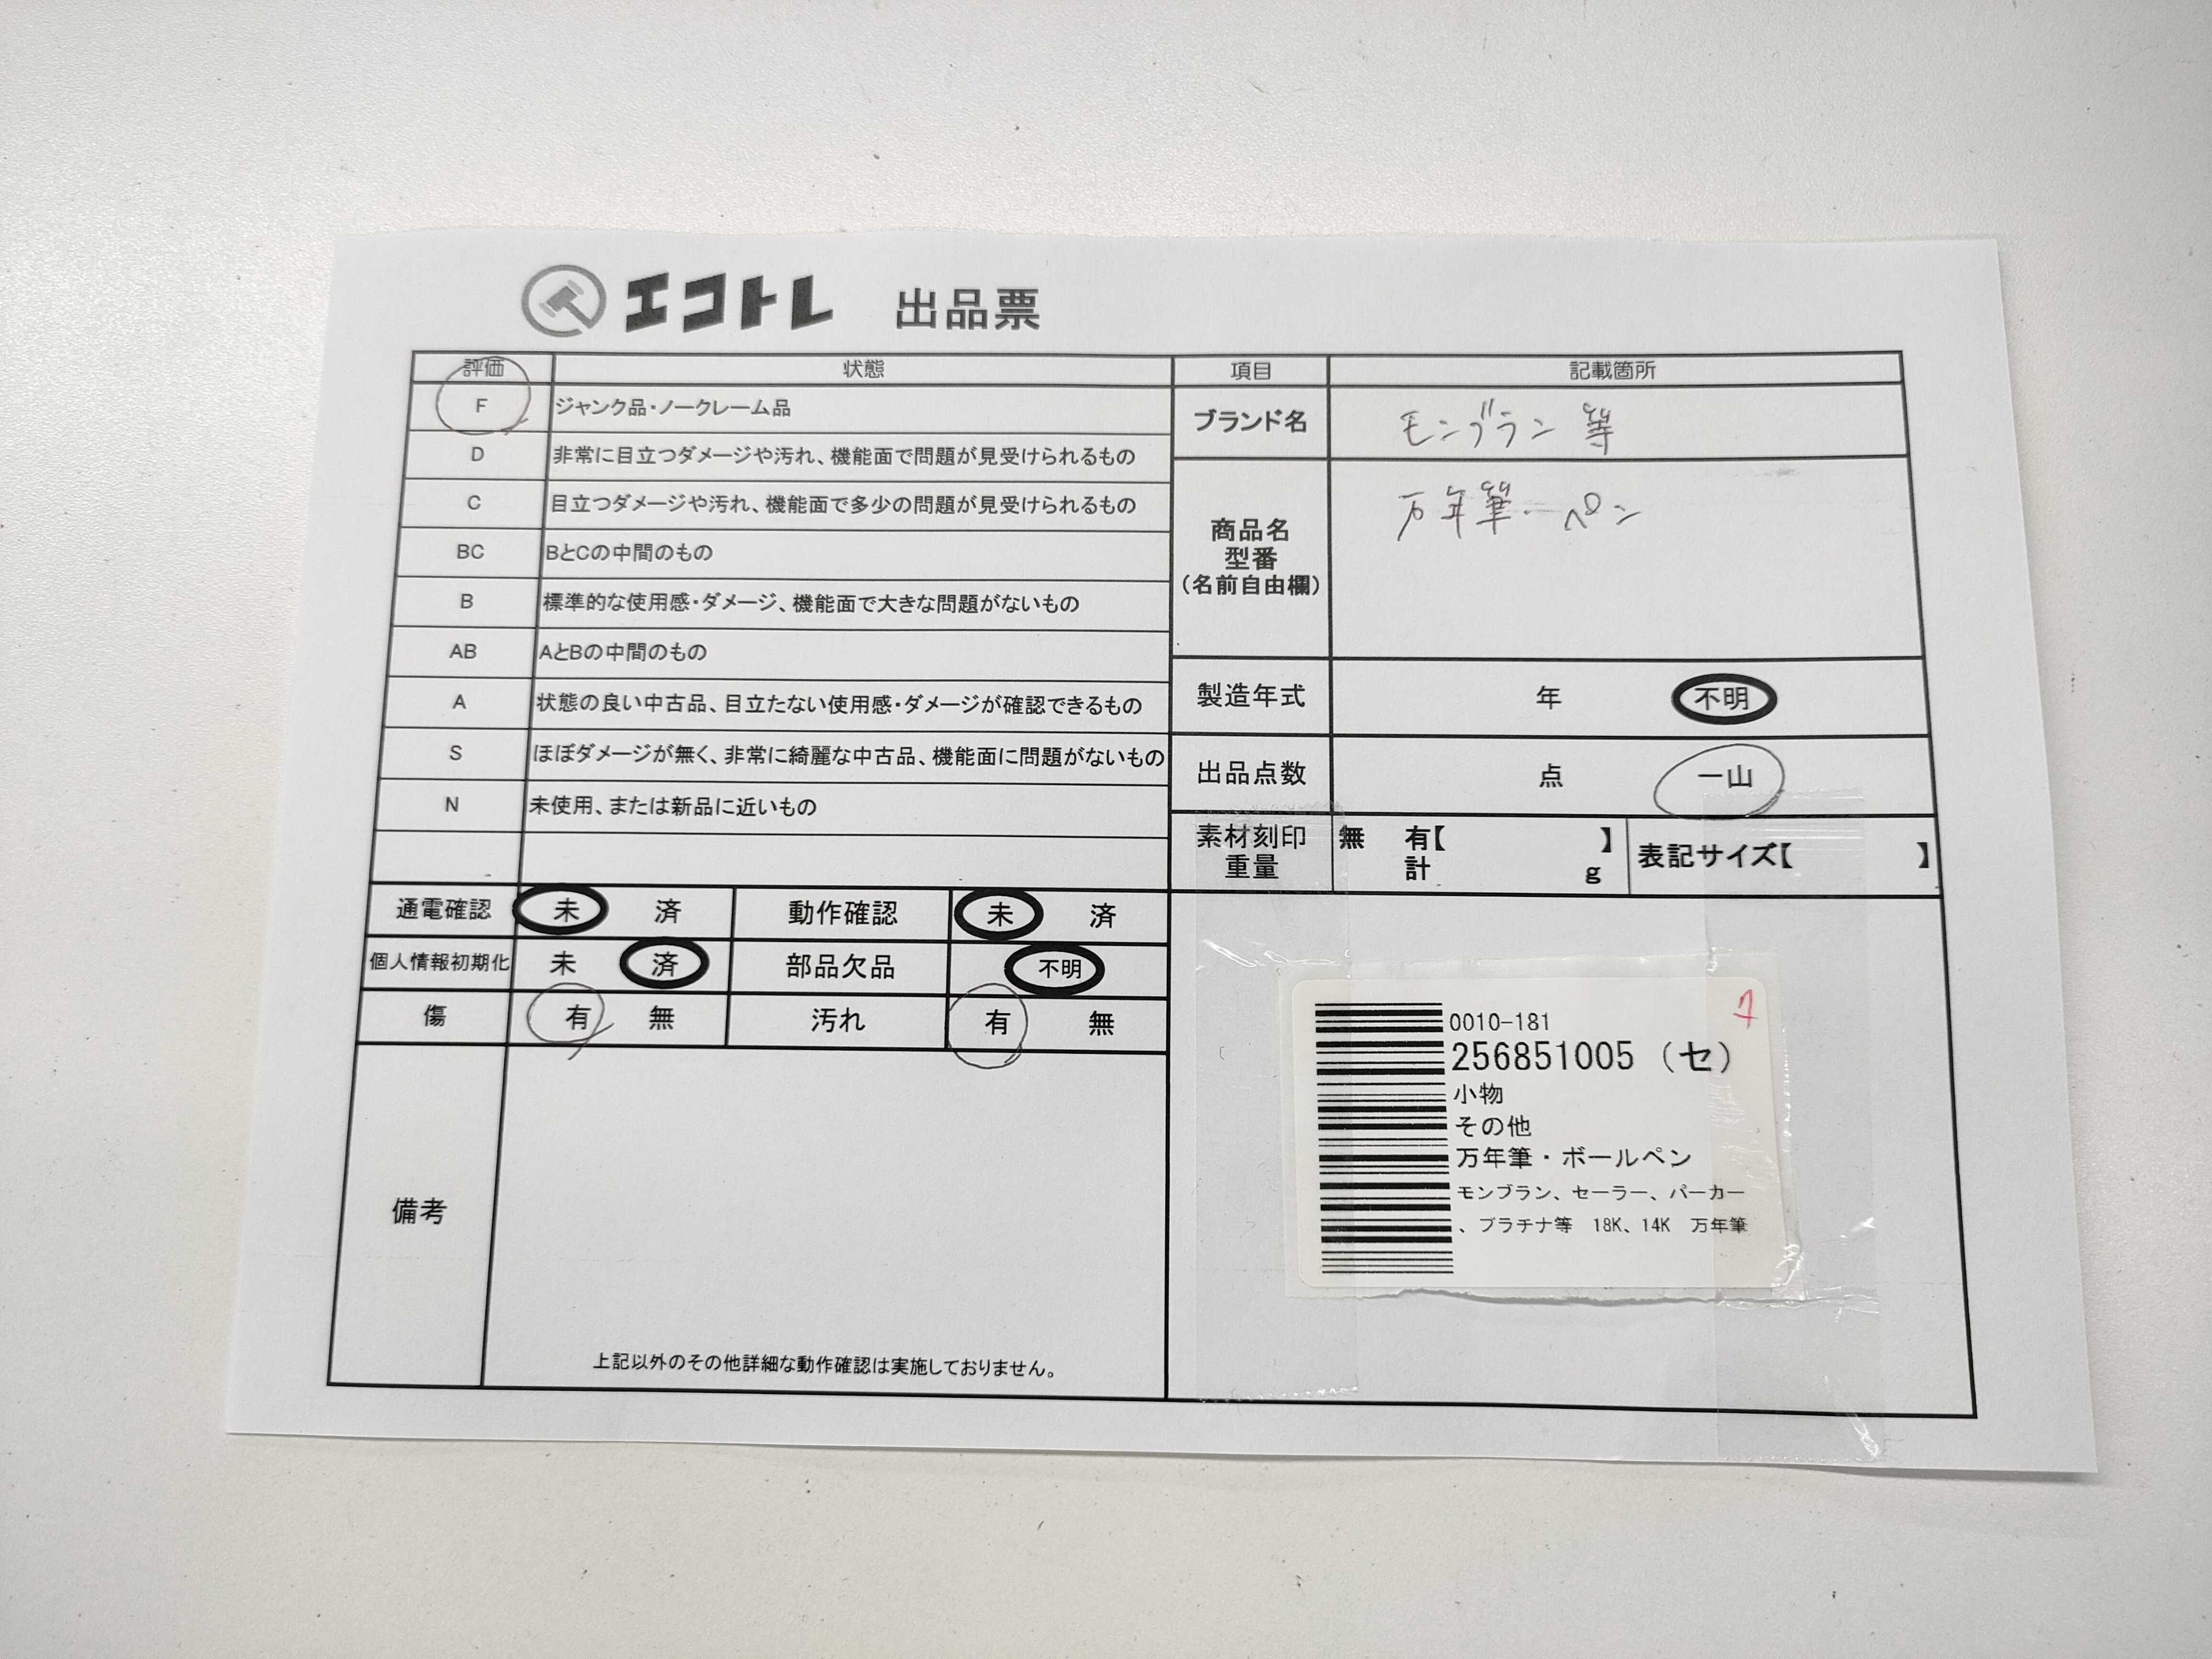 エコトレ 出品票
評価 状態
F ジャンク品・ノークレーム品
D 非常に目立つダメージや汚れ、機能面で問題が見受けられるもの
C 目立つダメージや汚れ、機能面で多少の問題が見受けられるもの
BC BとCの中間のもの
B 標準的な使用感・ダメージ、機能面で大きな問題がないもの
AB AとBの中間のもの
A 状態の良い中古品、目立たない使用感・ダメージが確認できるもの
S ほぼダメージが無く、非常に綺麗な中古品、機能面に問題がないもの
N 未使用、または新品に近いもの
通電確認 未 済 動作確認 未 済
個人情報初期化 未 済 部品欠品 不明
傷 有 無 汚れ 有 無
備考
上記以外のその他詳細な動作確認は実施しておりません。
項目 記載箇所
ブランド名 モンブラン 等
商品名
型番
(名前自由欄)
万年筆・ペン
製造年式 年 不明
出品点数 点 一山
素材刻印 無 有【 】
重量 計 g
表記サイズ【 】
0010-181
256851005 (セ)
小物
その他
万年筆・ボールペン
モンブラン、セーラー、パーカー
、プラチナ等 18K、14K 万年筆